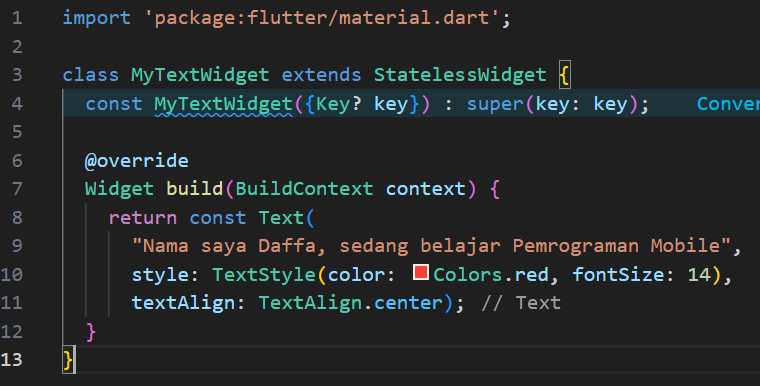 1 import 'package:flutter/material.dart';
2
3 class MyTextWidget extends StatelessWidget {
4 const MyTextWidget({Key? key}) : super(key: key); Conver
5
6 @override
7 Widget build(BuildContext context) {
8 return const Text(
9 "Nama saya Daffa, sedang belajar Pemrograman Mobile",
10 style: TextStyle(color: Colors.red, fontSize: 14),
11 textAlign: TextAlign.center); // Text
12 }
13 }